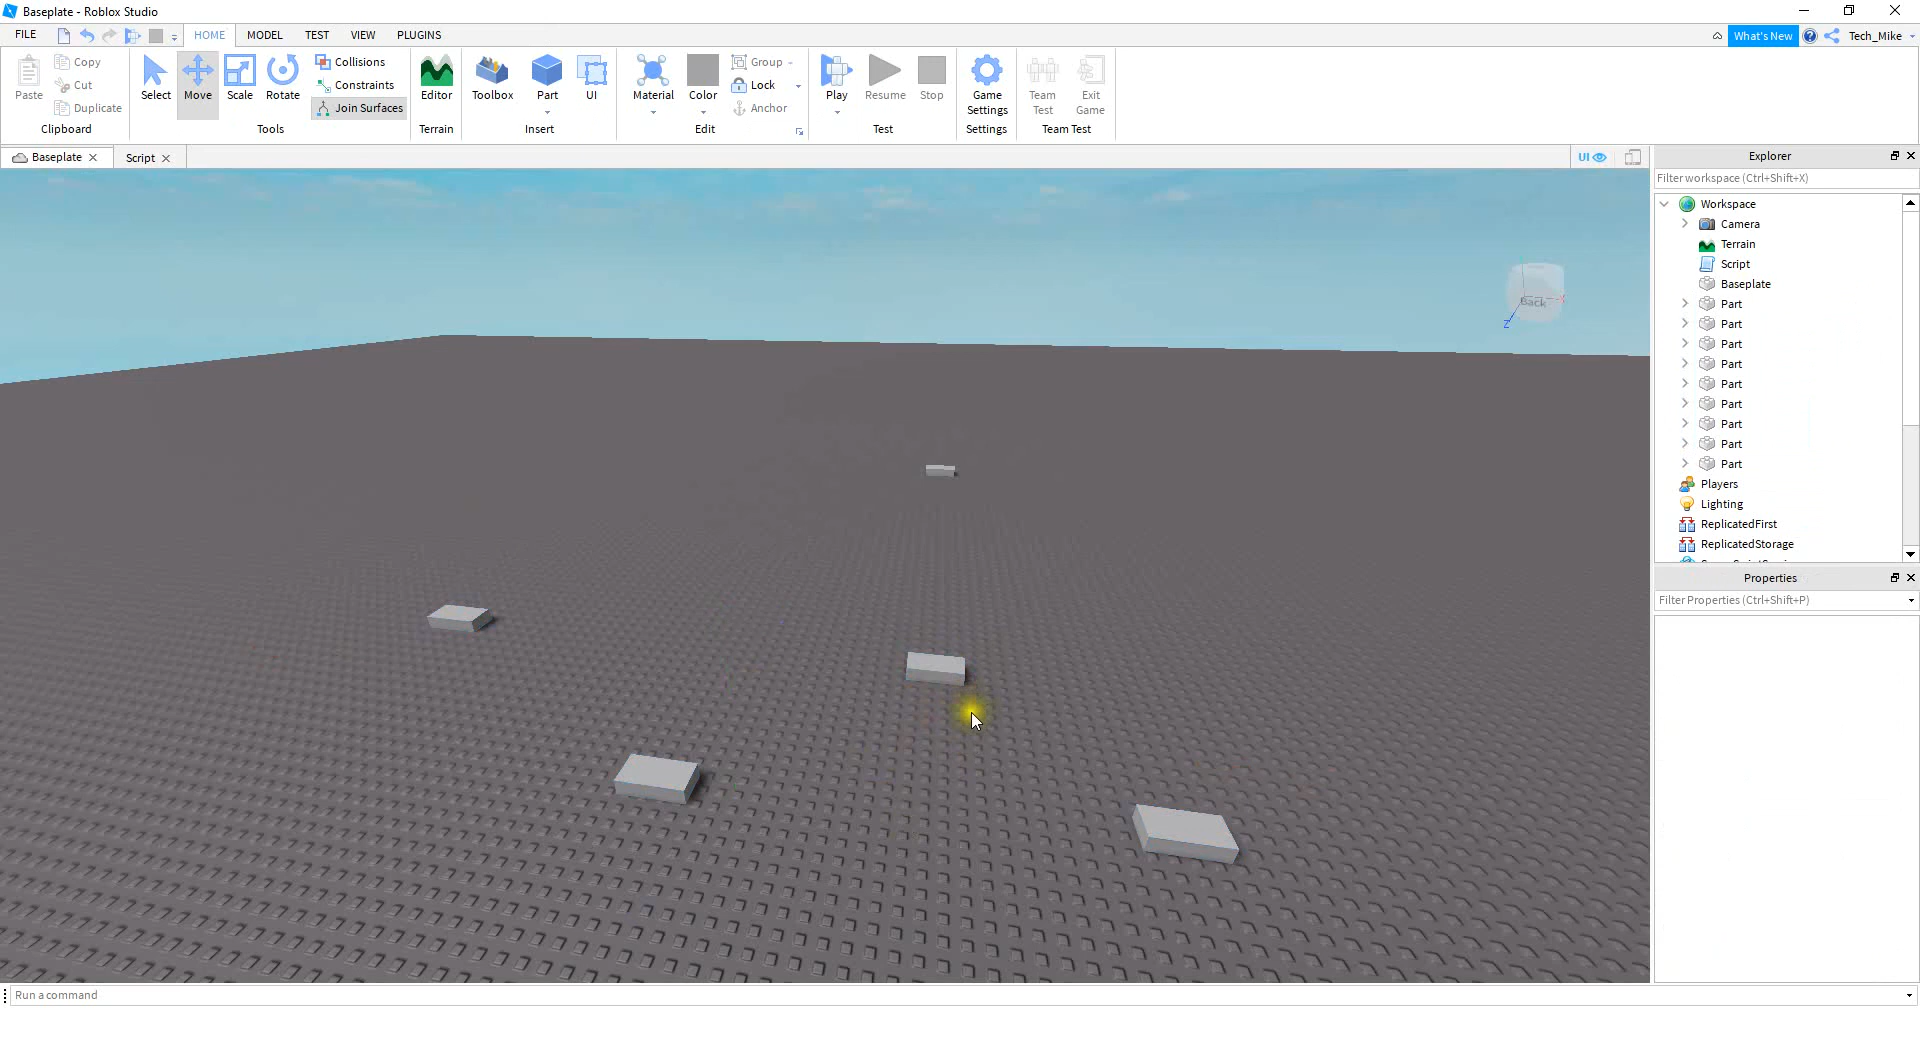 Baseplate - Roblox Studio
FILE HOME MODEL TEST VIEW PLUGINS What's New Tech_Mike
Paste Copy Cut Duplicate
Clipboard
Select Move Scale Rotate Collisions Constraints Join Surfaces
Tools
Editor
Terrain
Toolbox Part UI
Insert
Material Color Group Lock Anchor
Edit
Play Resume Stop
Test
Game Settings
Settings
Team Test Exit Game
Team Test
Baseplate Script UI
Explorer
Filter workspace (Ctrl+Shift+X)
Workspace
Camera
Terrain
Script
Baseplate
Part
Part
Part
Part
Part
Part
Part
Part
Part
Players
Lighting
ReplicatedFirst
ReplicatedStorage
Back
X
Z
Properties
Filter Properties (Ctrl+Shift+P)
Run a command